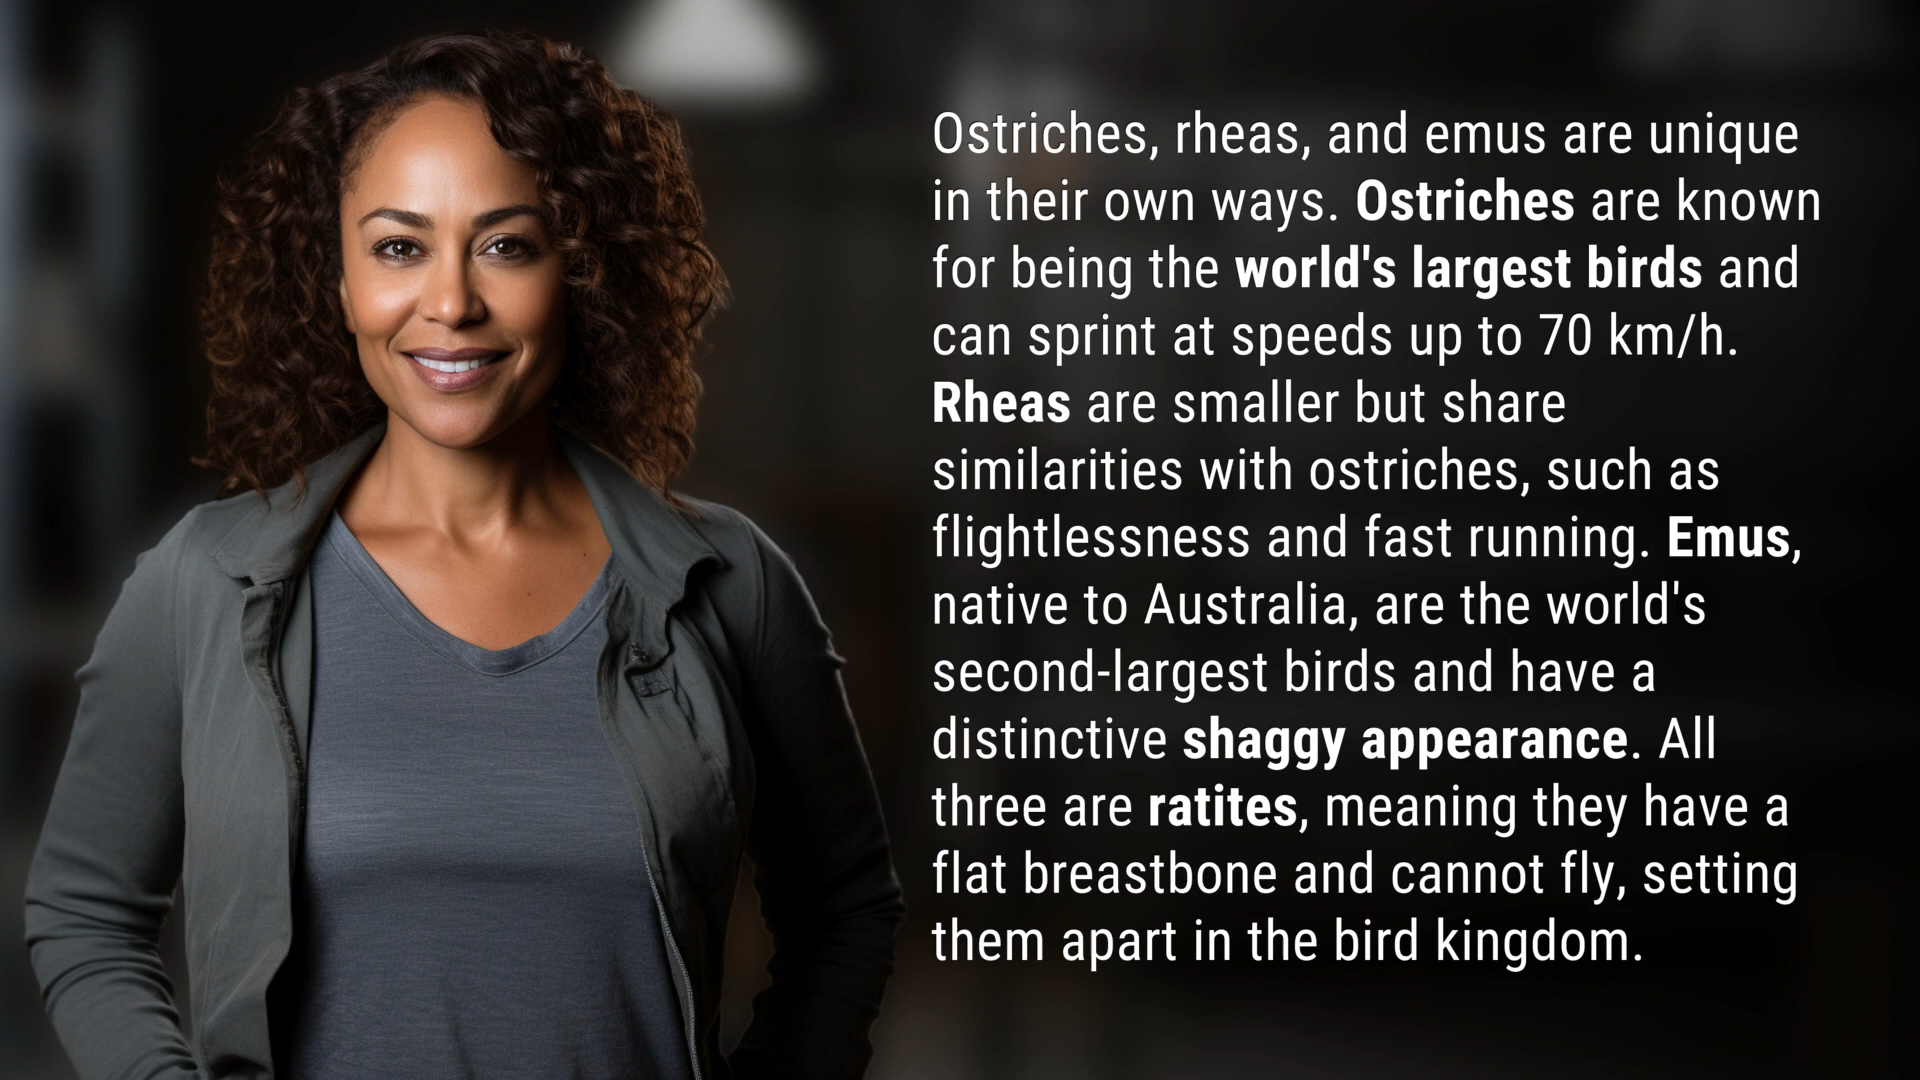 Ostriches, rheas, and emus are unique
in their own ways. Ostriches are known
for being the world's largest birds and
can sprint at speeds up to 70 km/h.
Rheas are smaller but share
similarities with ostriches, such as
flightlessness and fast running. Emus,
native to Australia, are the world's
second-largest birds and have a
distinctive shaggy appearance. All
three are ratites, meaning they have a
flat breastbone and cannot fly, setting
them apart in the bird kingdom.